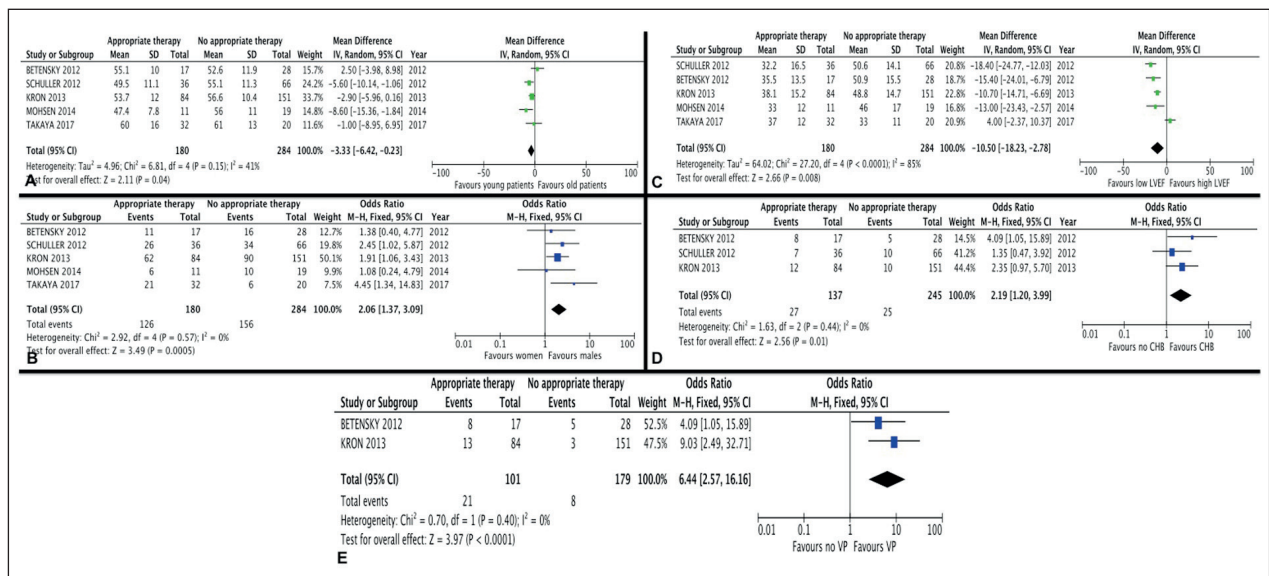 Appropriate therapy No appropriate therapy Mean Difference Mean Difference
Study or Subgroup Mean SD Total Mean SD Total Weight IV, Random, 95% CI Year IV, Random, 95% CI
BETENSKY 2012 55.1 10 17 52.6 11.9 28 15.7% 2.50 [-3.98, 8.98] 2012
SCHULLER 2012 49.5 11.1 36 55.1 11.3 66 24.2% -5.60 [-10.14, -1.06] 2012
KRON 2013 53.7 12 84 56.6 10.4 151 33.7% -2.90 [-5.96, 0.16] 2013
MOHSEN 2014 47.4 7.8 11 56 11 19 14.8% -8.60 [-15.36, -1.84] 2014
TAKAYA 2017 60 16 32 61 13 20 11.6% -1.00 [-8.95, 6.95] 2017
Total (95% CI) 180 284 100.0% -3.33 (-6.42, -0.23)
Heterogeneity: Tau² = 4.96; Chi² = 6.81, df = 4 (P = 0.15); I² = 41%
Test for overall effect: Z = 2.11 (P = 0.04)
-100 -50 0 50 100
Favours young patients Favours old patients
A
Appropriate therapy No appropriate therapy Odds Ratio Odds Ratio
Study or Subgroup Events Total Events Total Weight M-H, Fixed, 95% CI Year M-H, Fixed, 95% CI
BETENSKY 2012 11 17 16 28 12.7% 1.38 [0.40, 4.77] 2012
SCHULLER 2012 26 36 34 66 19.8% 2.45 [1.02, 5.87] 2012
KRON 2013 62 84 90 151 50.1% 1.91 [1.06, 3.43] 2013
MOHSEN 2014 6 11 10 19 9.9% 1.08 [0.24, 4.79] 2014
TAKAYA 2017 21 32 6 20 7.5% 4.45 [1.34, 14.83] 2017
Total (95% CI) 180 284 100.0% 2.06 [1.37, 3.09]
Total events 126 156
Heterogeneity: Chi² = 2.92, df = 4 (P = 0.57); I² = 0%
Test for overall effect: Z = 3.49 (P = 0.0005)
0.01 0.1 1 10 100
Favours women Favours males
B
Appropriate therapy No appropriate therapy Mean Difference Mean Difference
Study or Subgroup Mean SD Total Mean SD Total Weight IV, Random, 95% CI Year IV, Random, 95% CI
SCHULLER 2012 32.2 16.5 36 50.6 14.1 66 20.8% -18.40 (-24.77, -12.03] 2012
BETENSKY 2012 35.5 13.5 17 50.9 15.5 28 17.7% -15.40 (-24.01, -6.79] 2012
KRON 2013 38.1 15.2 84 48.8 14.7 151 22.8% -10.70 [-14.71, -6.69] 2013
MOHSEN 2014 33 12 11 46 17 19 17.9% -13.00 (-23.43, -2.57] 2014
TAKAYA 2017 37 12 32 33 11 20 20.9% 4.00 [-2.37, 10.37] 2017
Total (95% CI) 180 284 100.0% -10.50 (-18.23, -2.78)
Heterogeneity: Tau² = 64.02; Chi² = 27.20, df = 4 (P < 0.0001); I² = 85%
Test for overall effect: Z = 2.66 (P = 0.008)
-100 -50 0 50 100
Favours low LVEF Favours high LVEF
C
Appropriate therapy No appropriate therapy Odds Ratio Odds Ratio
Study or Subgroup Events Total Events Total Weight M-H, Fixed, 95% CI Year M-H, Fixed, 95% CI
BETENSKY 2012 8 17 5 28 14.5% 4.09 [1.05, 15.89] 2012
SCHULLER 2012 7 36 10 66 41.2% 1.35 [0.47, 3.92] 2012
KRON 2013 12 84 10 151 44.4% 2.35 [0.97, 5.70] 2013
Total (95% CI) 137 245 100.0% 2.19 [1.20, 3.99]
Total events 27 25
Heterogeneity: Chi² = 1.63, df = 2 (P = 0.44); I² = 0%
Test for overall effect: Z = 2.56 (P = 0.01)
0.01 0.1 1 10 100
Favours no CHB Favours CHB
D
Appropriate therapy No appropriate therapy Odds Ratio Odds Ratio
Study or Subgroup Events Total Events Total Weight M-H, Fixed, 95% CI M-H, Fixed, 95% CI
BETENSKY 2012 8 17 5 28 52.5% 4.09 [1.05, 15.89]
KRON 2013 13 84 3 151 47.5% 9.03 [2.49, 32.71]
Total (95% CI) 101 179 100.0% 6.44 [2.57, 16.16]
Total events 21 8
Heterogeneity: Chi² = 0.70, df = 1 (P = 0.40); I² = 0%
Test for overall effect: Z = 3.97 (P < 0.0001)
0.01 0.1 1 10 100
Favours no VP Favours VP
E